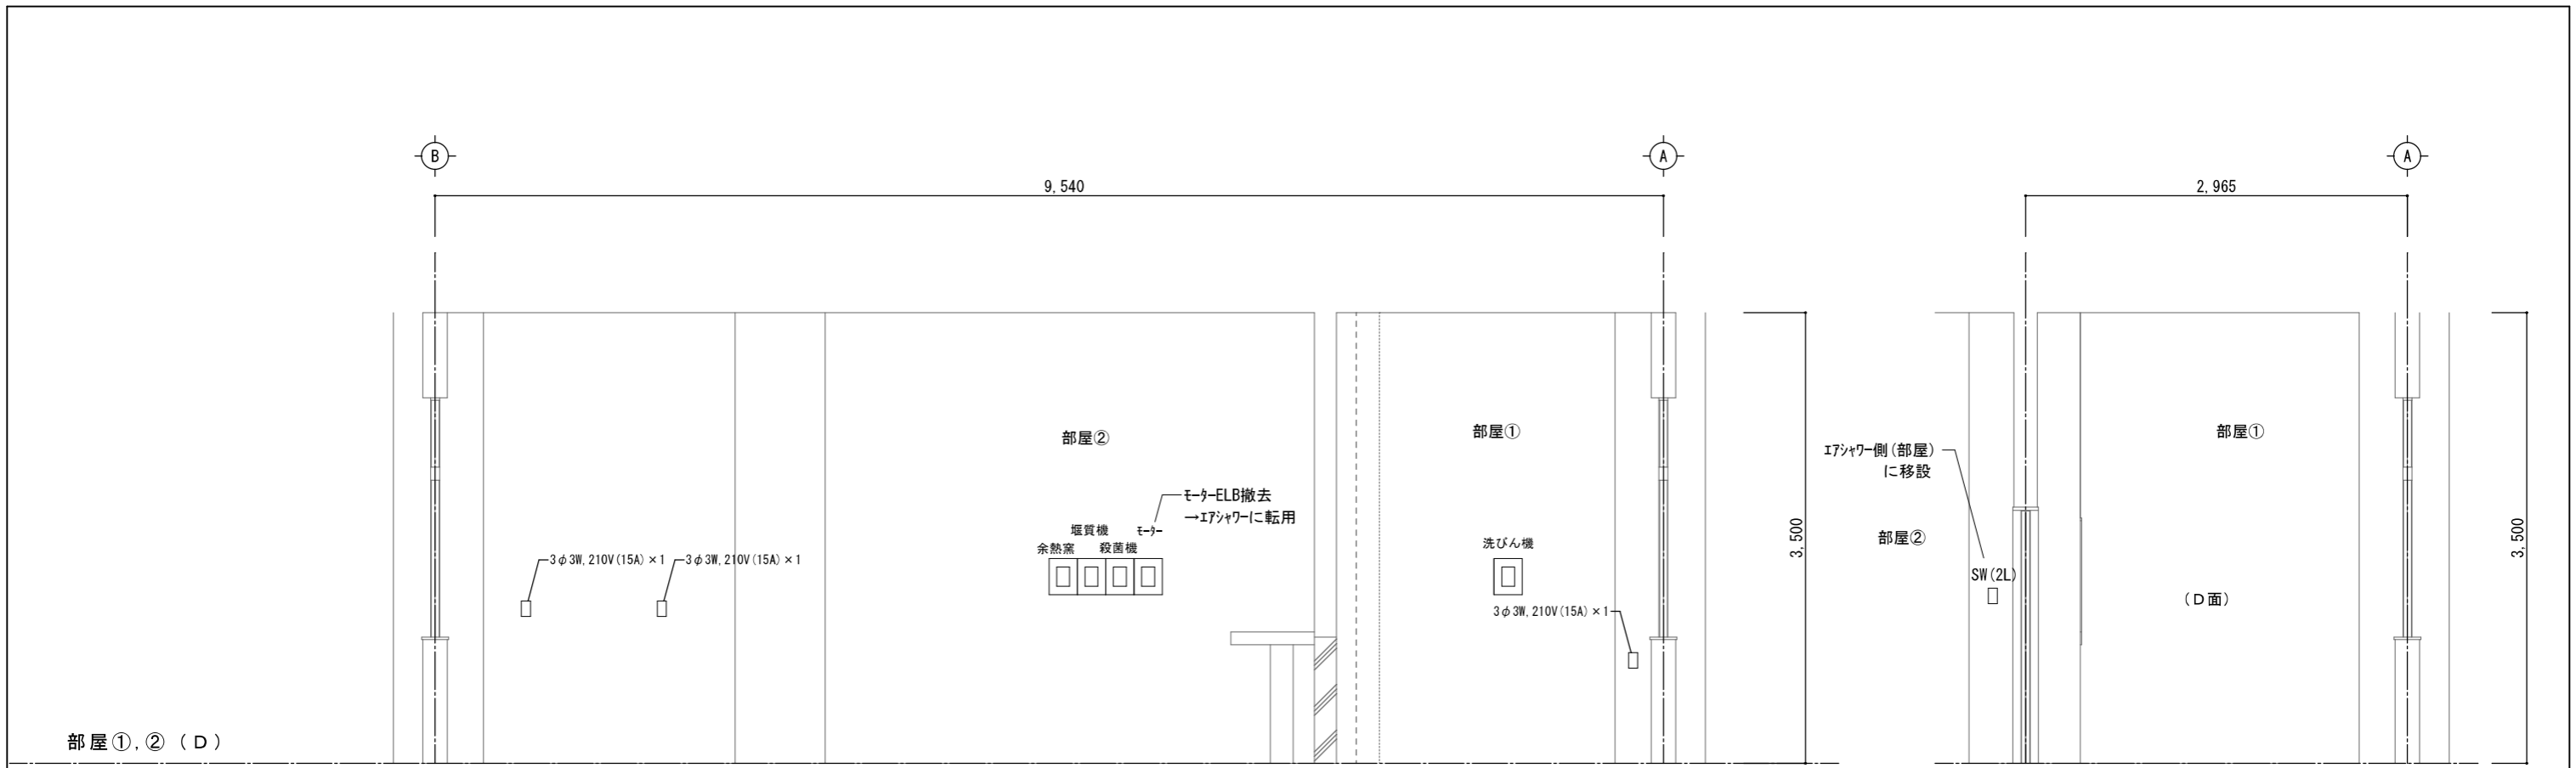 B
A
A
9,540
2,965
部屋②
部屋①
部屋①
エアシャワー側(部屋)
に移設
モーターELB撤去
→エアシャワーに転用
堰質機
モーター
余熱窯
殺菌機
洗びん機
部屋②
3,500
3,500
3φ3W,210V(15A)×1
3φ3W,210V(15A)×1
SW(2L)
(D面)
3φ3W,210V(15A)×1
部屋①,②(D)